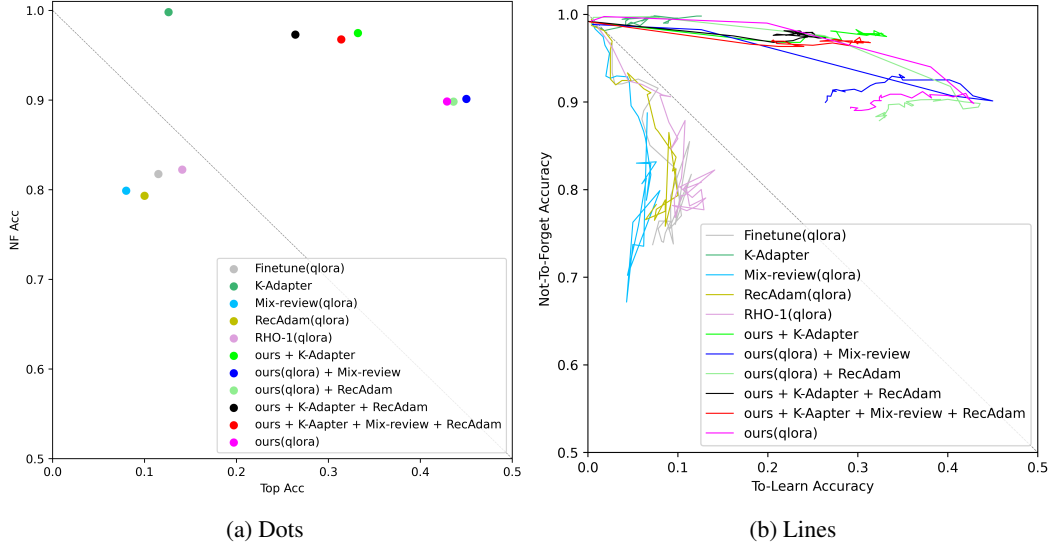 1.0
0.9
0.8
0.7
0.6
0.5
NF Acc
0.0
0.1
0.2
0.3
0.4
0.5
Top Acc
Finetune(qlora)
K-Adapter
Mix-review(qlora)
RecAdam(qlora)
RHO-1(qlora)
ours + K-Adapter
ours(qlora) + Mix-review
ours(qlora) + RecAdam
ours + K-Adapter + RecAdam
ours + K-Aapter + Mix-review + RecAdam
ours(qlora)
(a) Dots
1.0
0.9
0.8
0.7
0.6
0.5
Not-To-Forget Accuracy
0.0
0.1
0.2
0.3
0.4
0.5
To-Learn Accuracy
Finetune(qlora)
K-Adapter
Mix-review(qlora)
RecAdam(qlora)
RHO-1(qlora)
ours + K-Adapter
ours(qlora) + Mix-review
ours(qlora) + RecAdam
ours + K-Adapter + RecAdam
ours + K-Aapter + Mix-review + RecAdam
ours(qlora)
(b) Lines